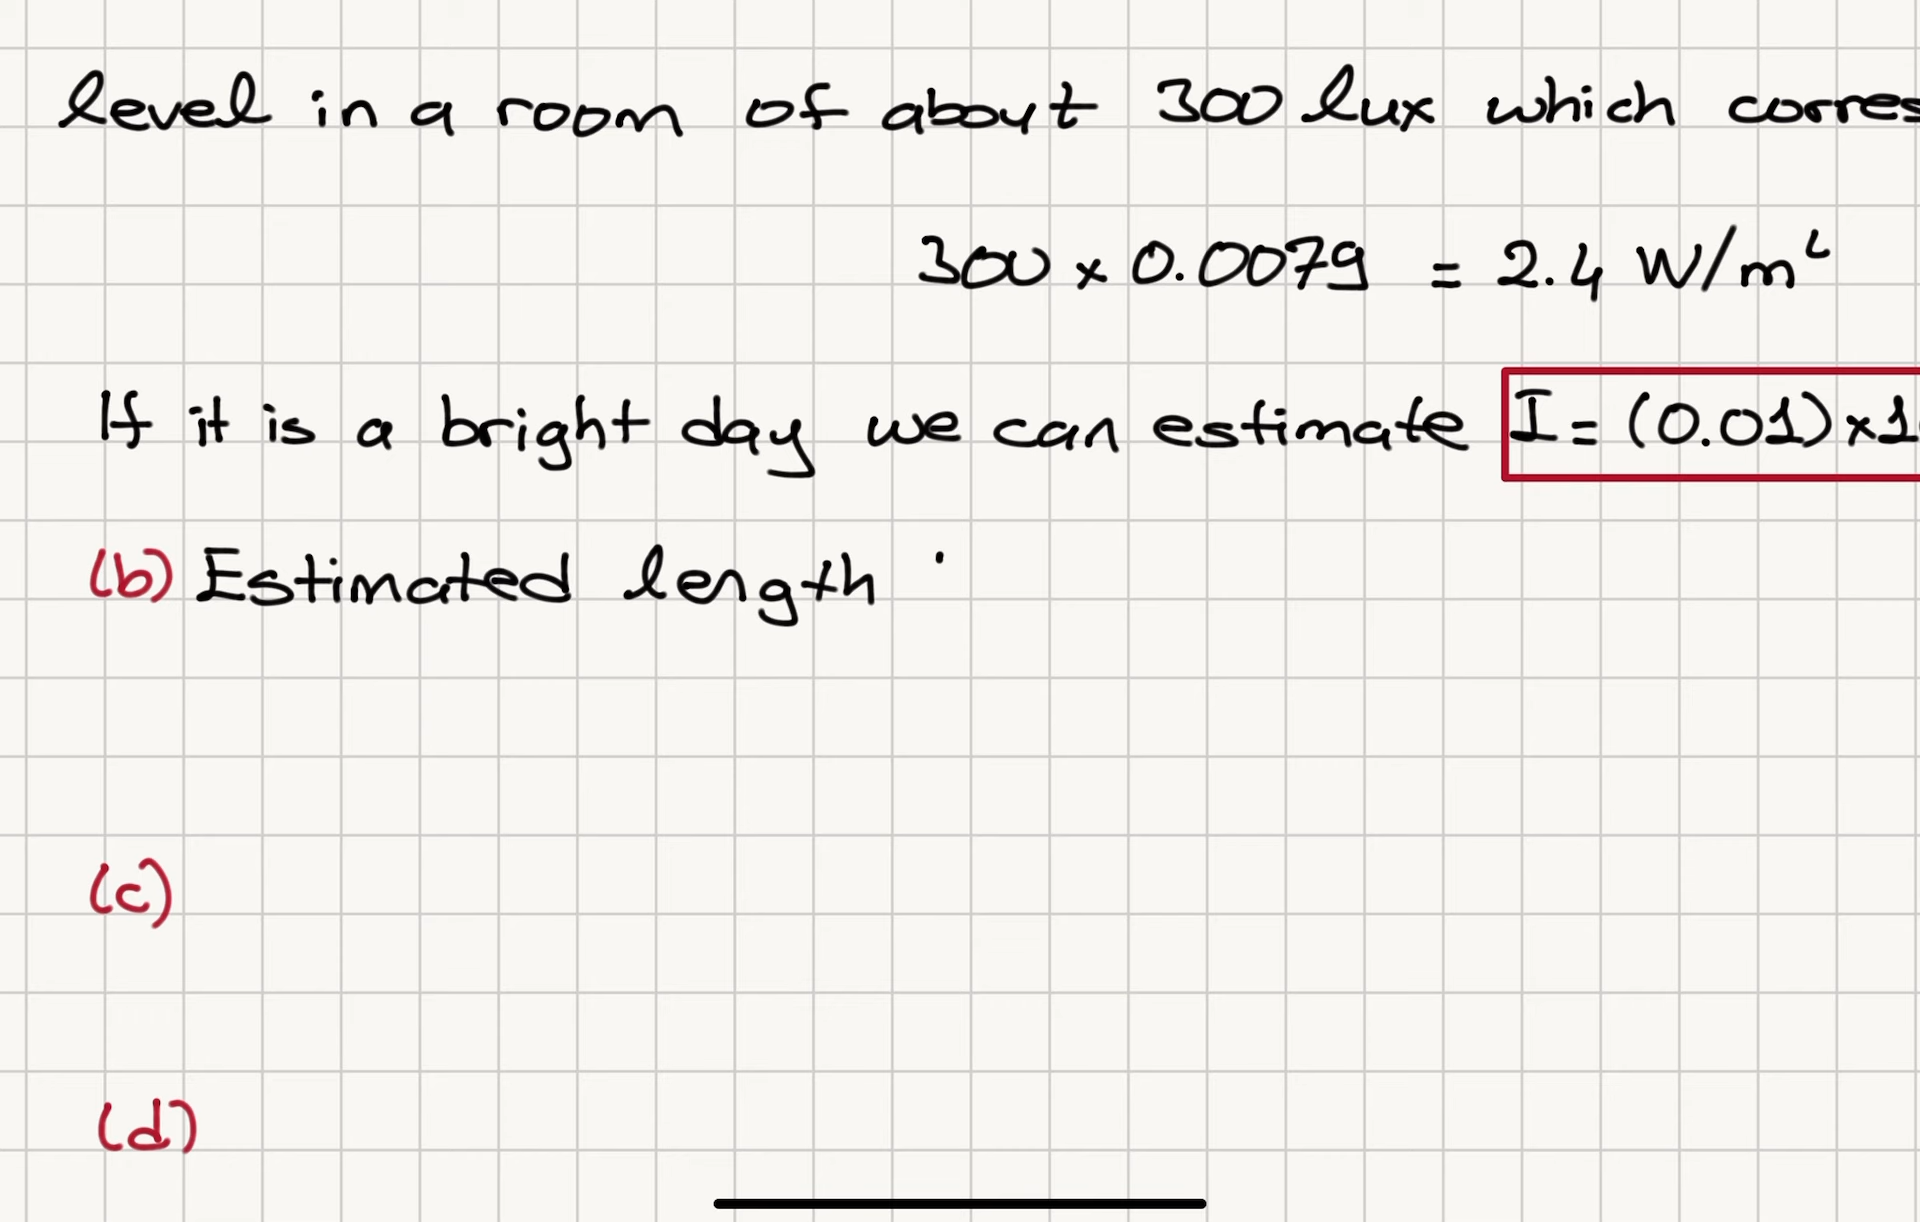 level in a room of about 300 lux which corres
300 × 0.0079 = 2.4 W/m²
If it is a bright day we can estimate I = (0.01) × 1
(b) Estimated length
(c)
(d)